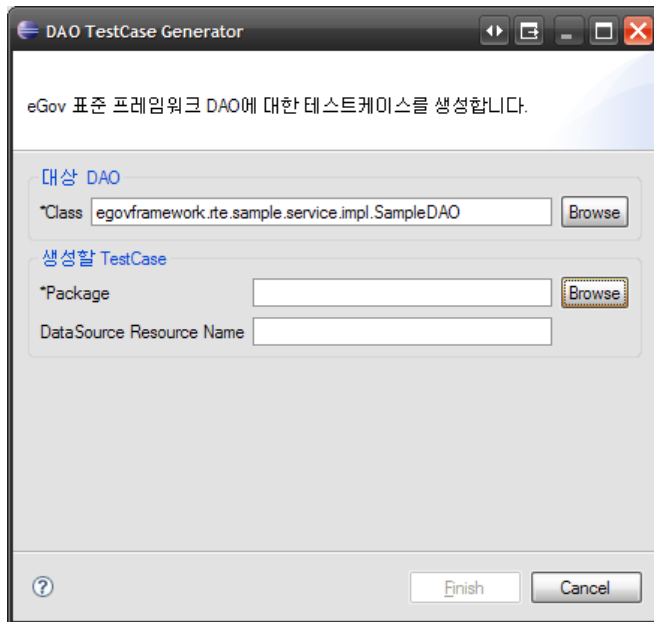 DAO TestCase Generator
eGov 표준 프레임워크 DAO에 대한 테스트케이스를 생성합니다.
대상 DAO
*Class egovframework.rte.sample.service.impl.SampleDAO Browse
생성할 TestCase
*Package Browse
DataSource Resource Name
? Finish Cancel